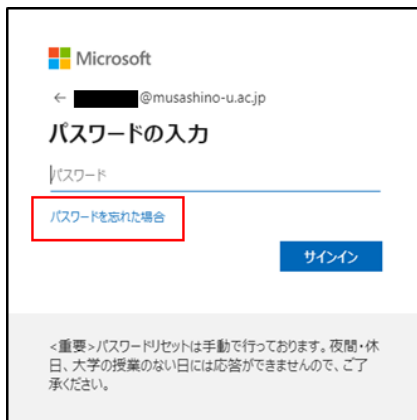 Microsoft
← @musashino-u.ac.jp
パスワードの入力
パスワード
パスワードを忘れた場合
サインイン
<重要>パスワードリセットは手動で行っております。夜間・休
日、大学の授業のない日には応答ができませんので、ご了
承ください。